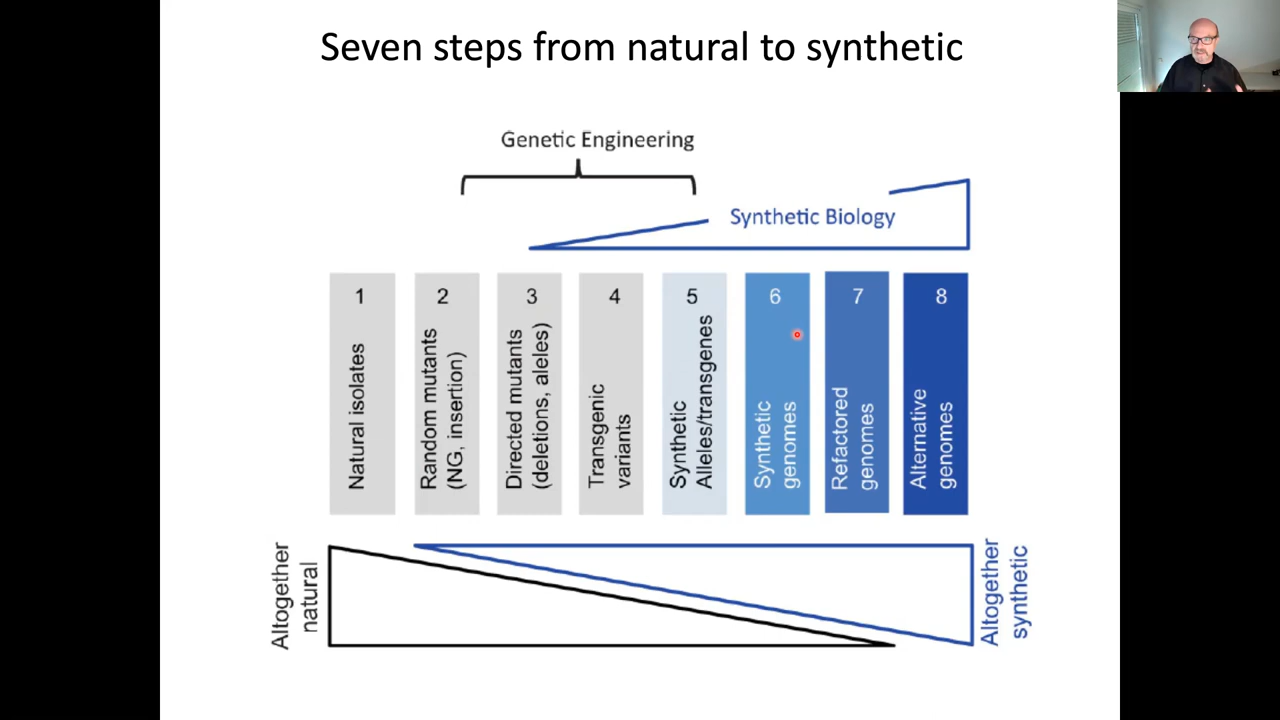 Seven steps from natural to synthetic
Genetic Engineering
Synthetic Biology
1
Natural isolates
2
Random mutants
(NG, insertion)
3
Directed mutants
(deletions, aleles)
4
Transgenic
variants
5
Synthetic
Alleles/transgenes
6
Synthetic
genomes
7
Refactored
genomes
8
Alternative
genomes
Altogether
natural
Altogether
synthetic